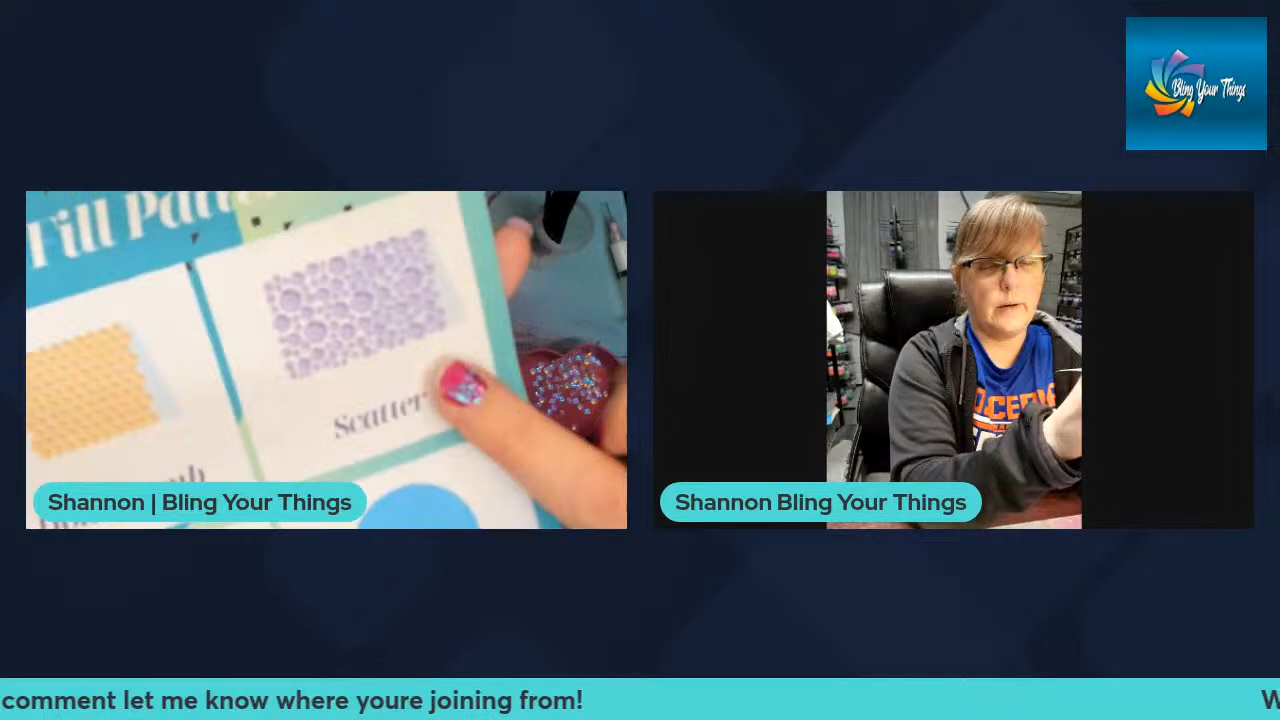 Bling Your Things
Fill
Scatter
Shannon | Bling Your Things
Shannon Bling Your Things
comment let me know where youre joining from!
W